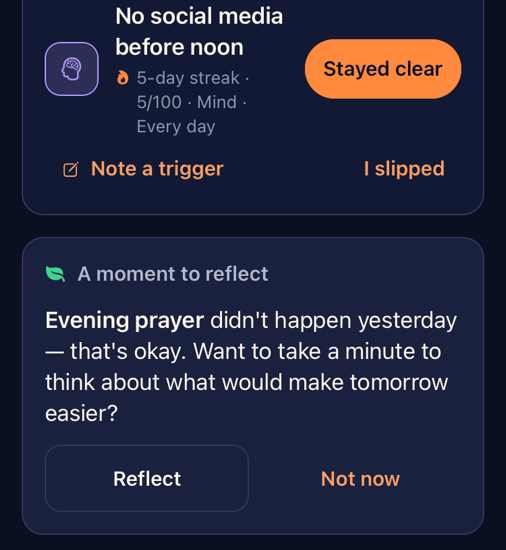 No social media
before noon
5-day streak ·
5/100 · Mind ·
Every day
Stayed clear
Note a trigger
I slipped
A moment to reflect
Evening prayer didn't happen yesterday
— that's okay. Want to take a minute to
think about what would make tomorrow
easier?
Reflect
Not now